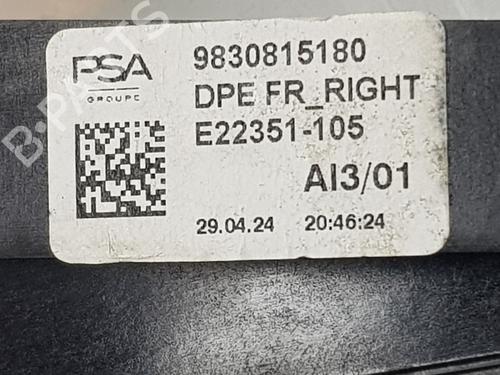 PSA
GROUPE
9830815180
DPE FR_RIGHT
E22351-105
AI3/01
29.04.24 20:46:24
B-PARTS